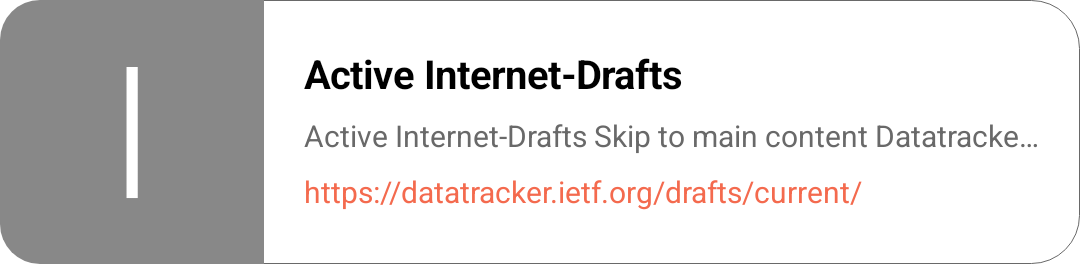 I
Active Internet-Drafts
Active Internet-Drafts Skip to main content Datatracke...
https://datatracker.ietf.org/drafts/current/